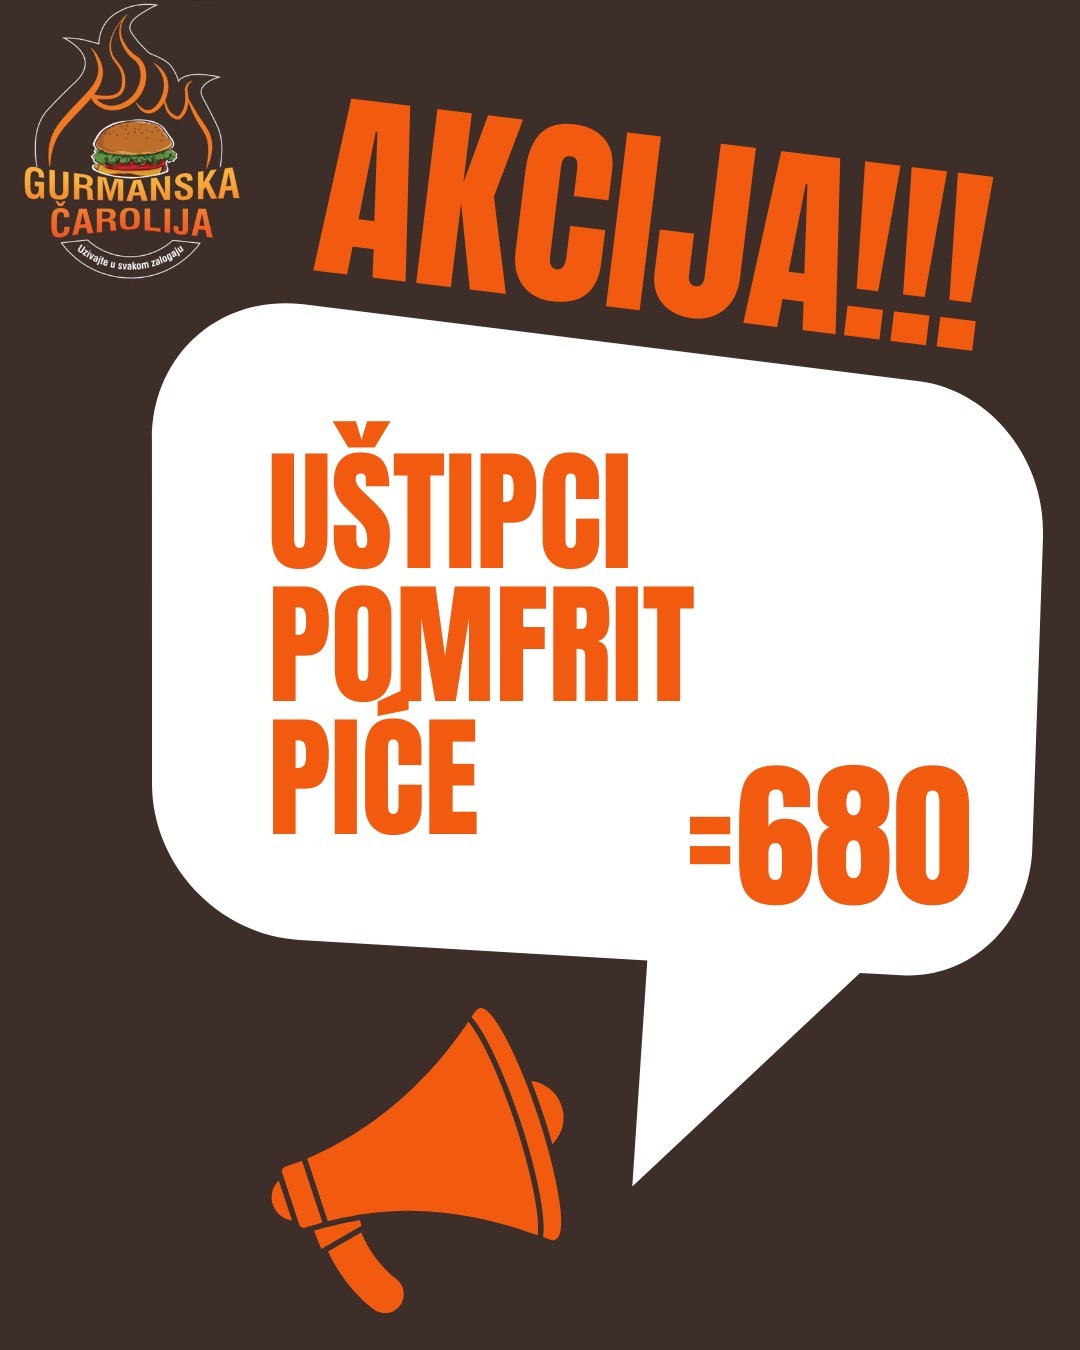 GURMANSKA
ČAROLIJA
Uživajte u svakom zalogaju
AKCIJA!!!
UŠTIPCI
POMFRIT
PIĆE
=680